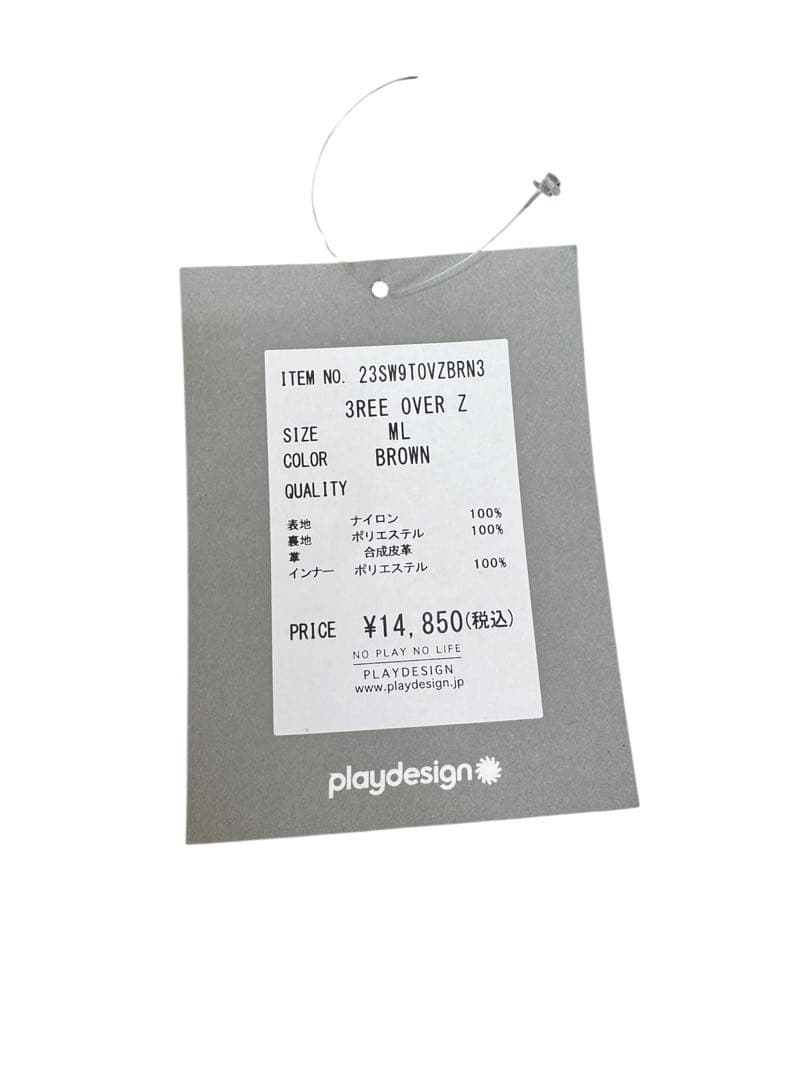 ITEM NO. 23SW9TOVZBRN3
3REE OVER Z
SIZE ML
COLOR BROWN
QUALITY
表地 ナイロン 100%
裏地 ポリエステル 100%
掌 合成皮革
インナー ポリエステル 100%
PRICE ¥14,850(税込)
NO PLAY NO LIFE
PLAYDESIGN
www.playdesign.jp
playdesign